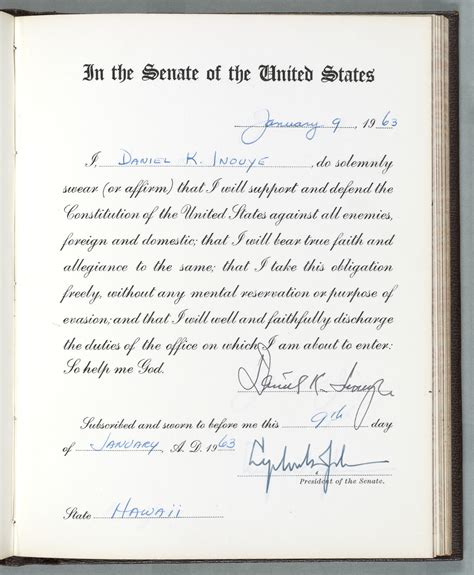 In the Senate of the United States
January 9, 1963
I, Daniel K. Inouye, do solemnly
swear (or affirm) that I will support and defend the
Constitution of the United States against all enemies,
foreign and domestic; that I will bear true faith and
allegiance to the same; that I take this obligation
freely, without any mental reservation or purpose of
evasion; and that I will well and faithfully discharge
the duties of the office on which I am about to enter:
So help me God.
Daniel K. Inouye
Subscribed and sworn to before me this 9th day
of January, A.D. 1963
Lyndon B. Johnson
President of the Senate.
State Hawaii